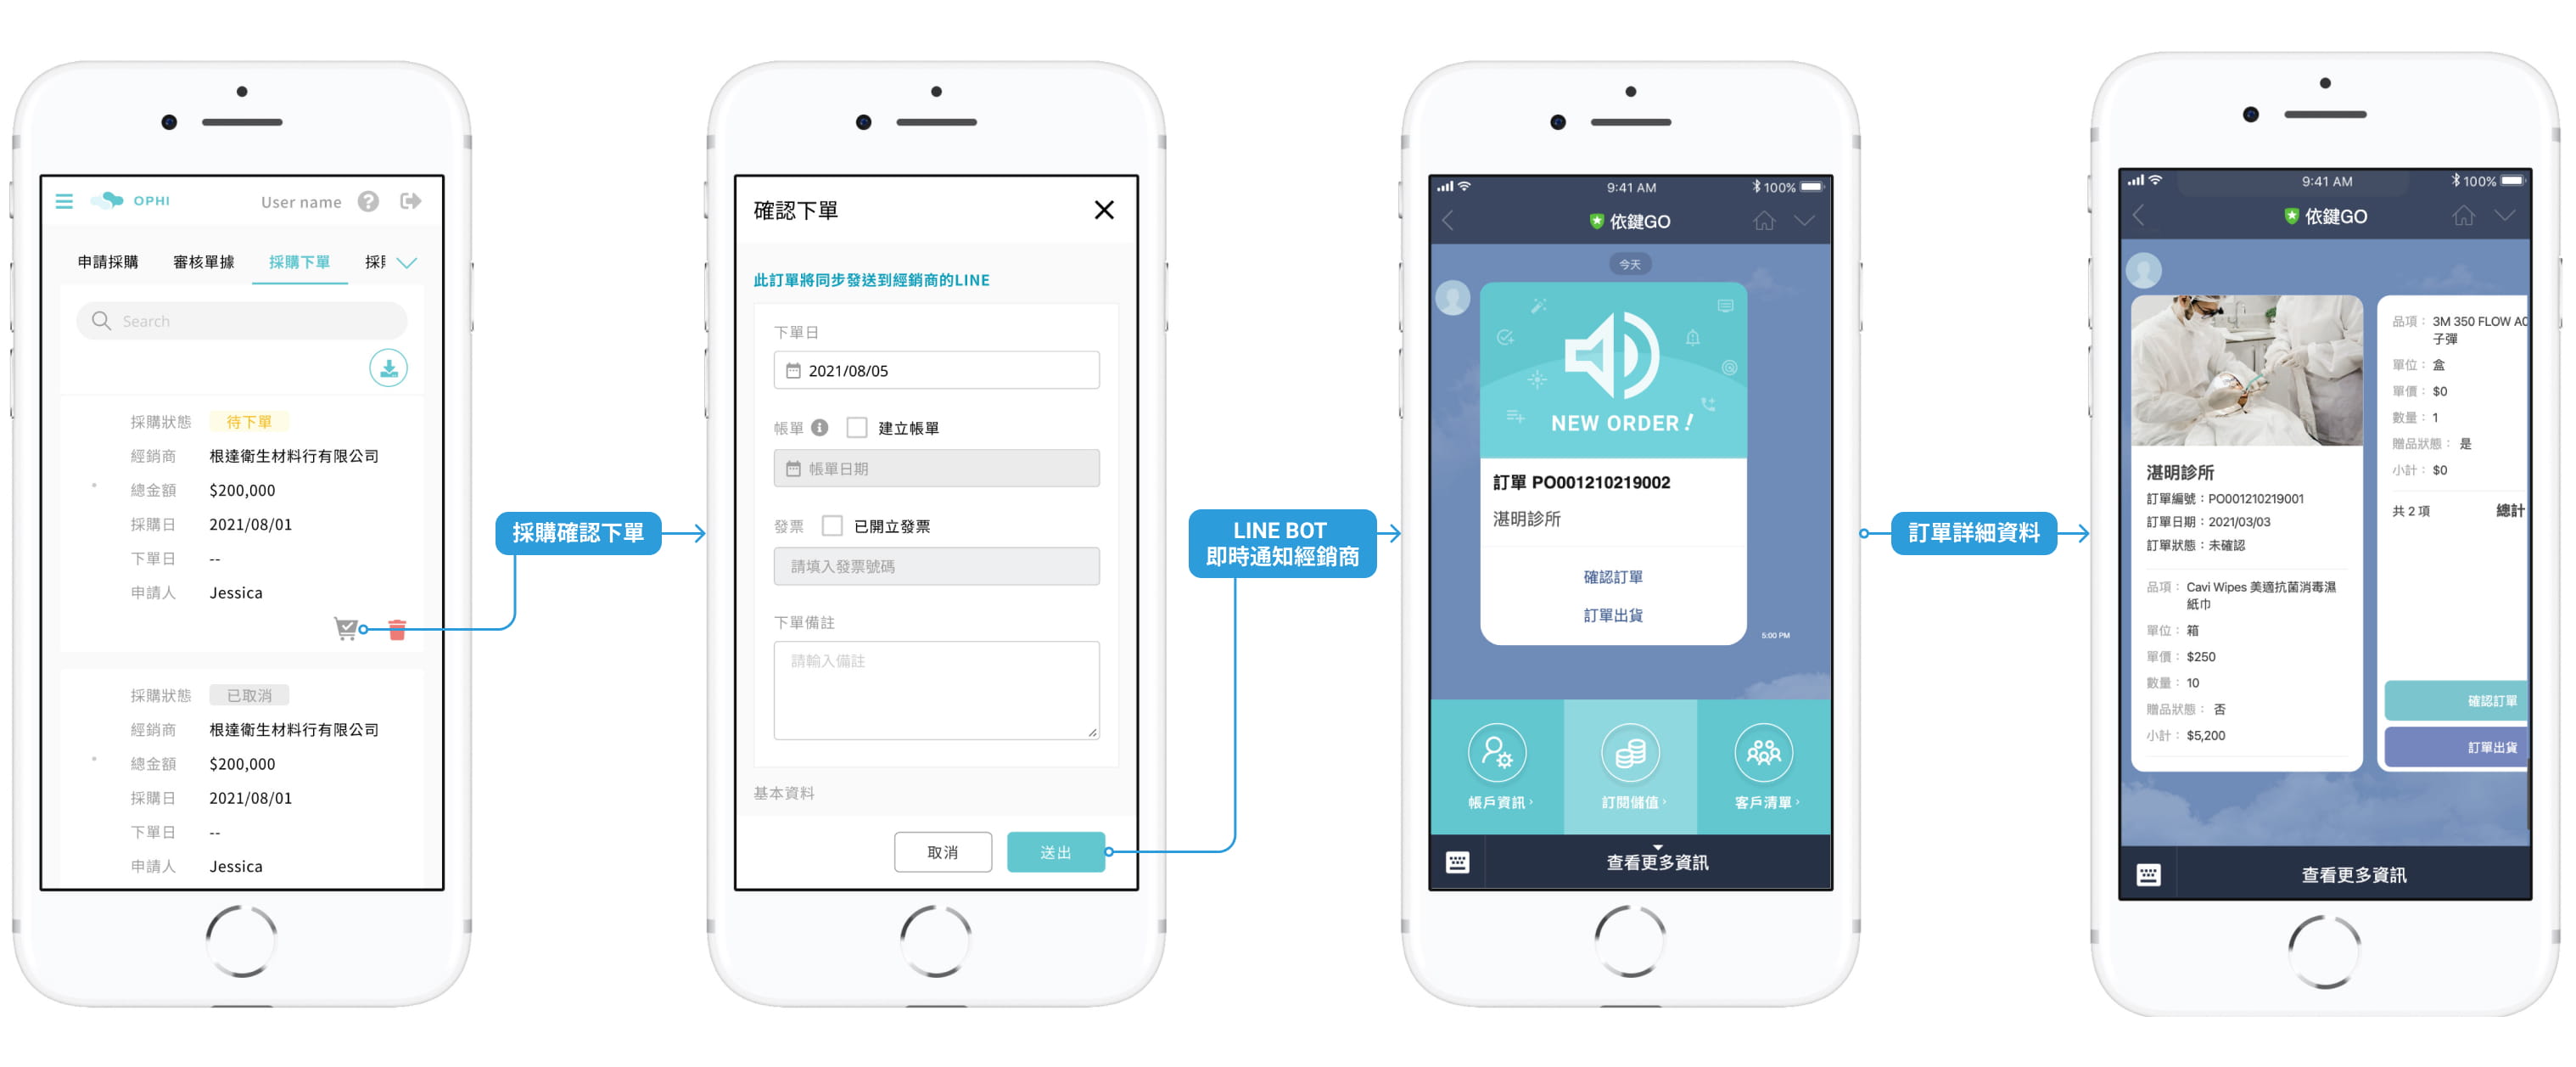 OPHI
User name
申請採購
審核單據
採購下單
採購
Search
採購狀態 待下單
經銷商 根達衛生材料行有限公司
總金額 $200,000
採購日 2021/08/01
下單日 --
申請人 Jessica
採購狀態 已取消
經銷商 根達衛生材料行有限公司
總金額 $200,000
採購日 2021/08/01
下單日 --
申請人 Jessica
採購確認下單
確認下單
此訂單將同步發送到經銷商的LINE
下單日
2021/08/05
帳單 建立帳單
帳單日期
發票 已開立發票
請填入發票號碼
下單備註
請輸入備註
基本資料
取消
送出
LINE BOT
即時通知經銷商
9:41 AM
100%
依鍵GO
今天
NEW ORDER!
訂單 PO001210219002
湛明診所
確認訂單
訂單出貨
5:00 PM
帳戶資訊
訂閱儲值
客戶清單
查看更多資訊
訂單詳細資料
9:41 AM
100%
依鍵GO
湛明診所
訂單編號：PO001210219001
訂單日期：2021/03/03
訂單狀態：未確認
品項： Cavi Wipes 美適抗菌消毒濕
紙巾
單位： 箱
單價： $250
數量： 10
贈品狀態： 否
小計： $5,200
品項： 3M 350 FLOW A0
子彈
單位： 盒
單價： $0
數量： 1
贈品狀態： 是
小計： $0
共 2 項
總計
確認訂單
訂單出貨
查看更多資訊